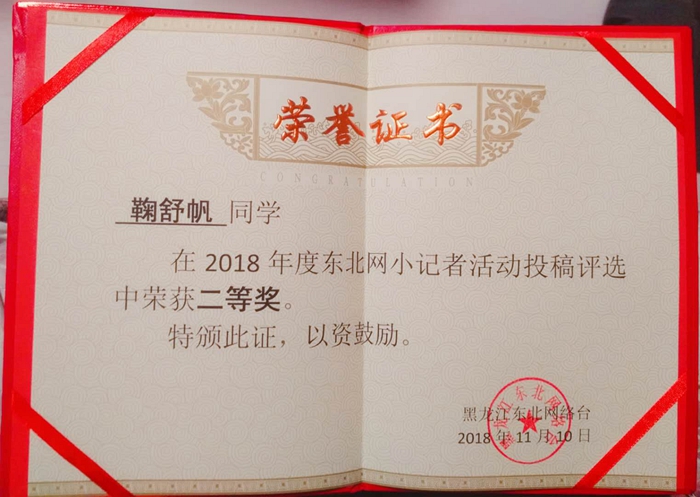 荣誉证书
CONGRATULATION
鞠舒帆 同学
在 2018 年度东北网小记者活动投稿评选
中荣获二等奖。
特颁此证，以资鼓励。
黑龙江东北网络台
2018 年 11 月 10 日